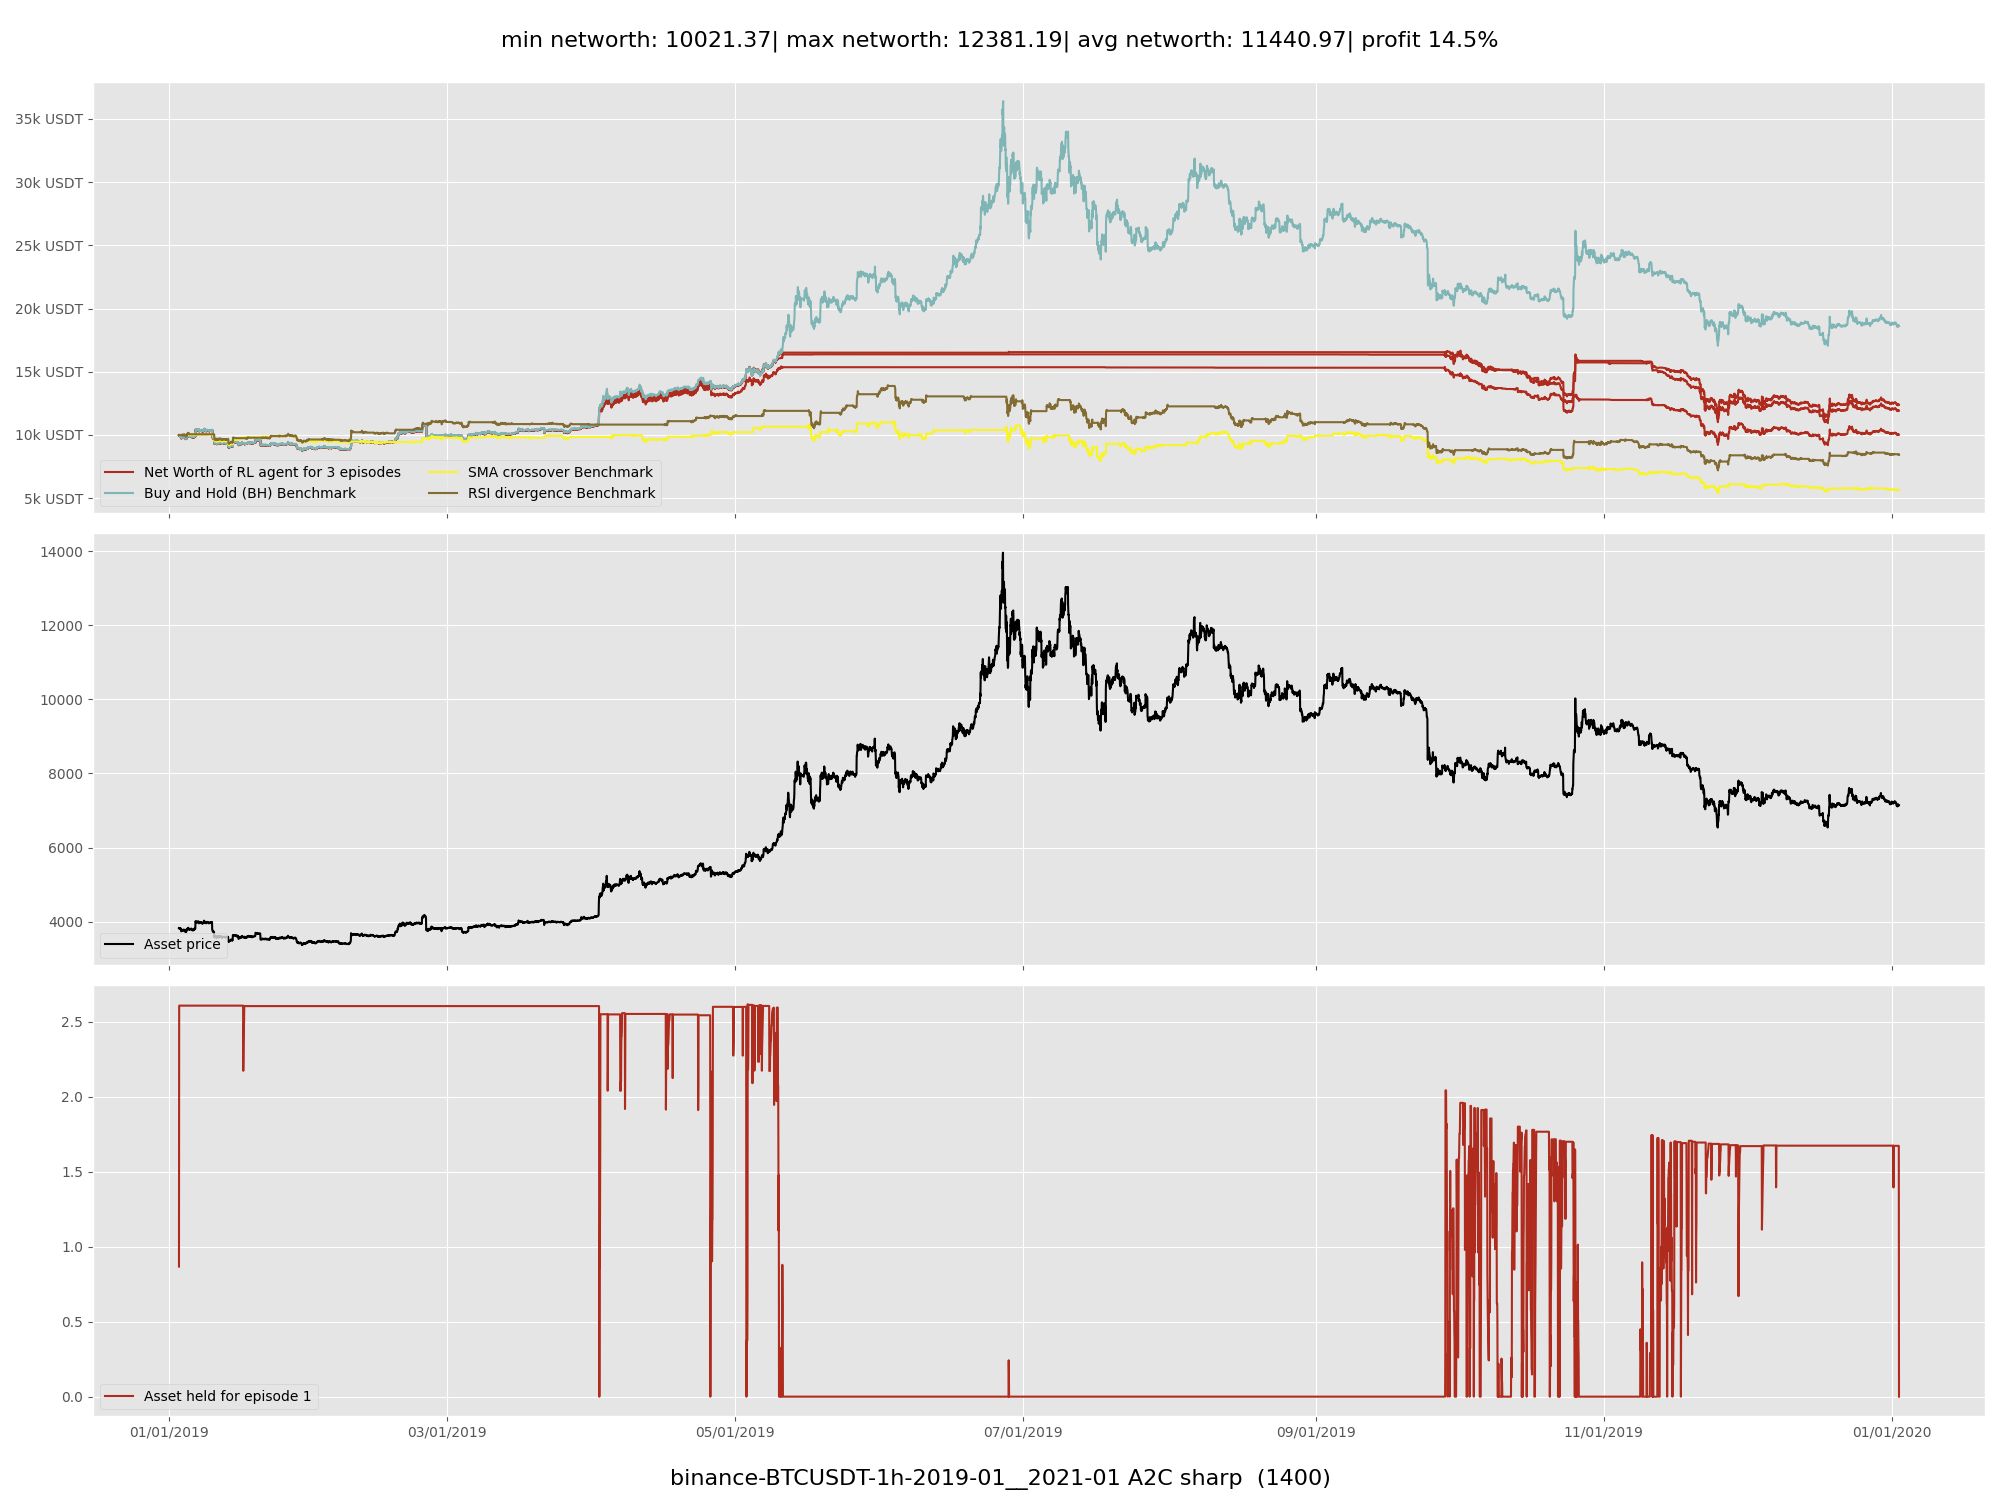 min networth: 10021.37| max networth: 12381.19| avg networth: 11440.97| profit 14.5%
35k USDT
30k USDT
25k USDT
20k USDT
15k USDT
10k USDT
5k USDT
Net Worth of RL agent for 3 episodes
Buy and Hold (BH) Benchmark
SMA crossover Benchmark
RSI divergence Benchmark
14000
12000
10000
8000
6000
4000
Asset price
2.5
2.0
1.5
1.0
0.5
0.0
Asset held for episode 1
01/01/2019 03/01/2019 05/01/2019 07/01/2019 09/01/2019 11/01/2019 01/01/2020
binance-BTCUSDT-1h-2019-01__2021-01 A2C sharp (1400)